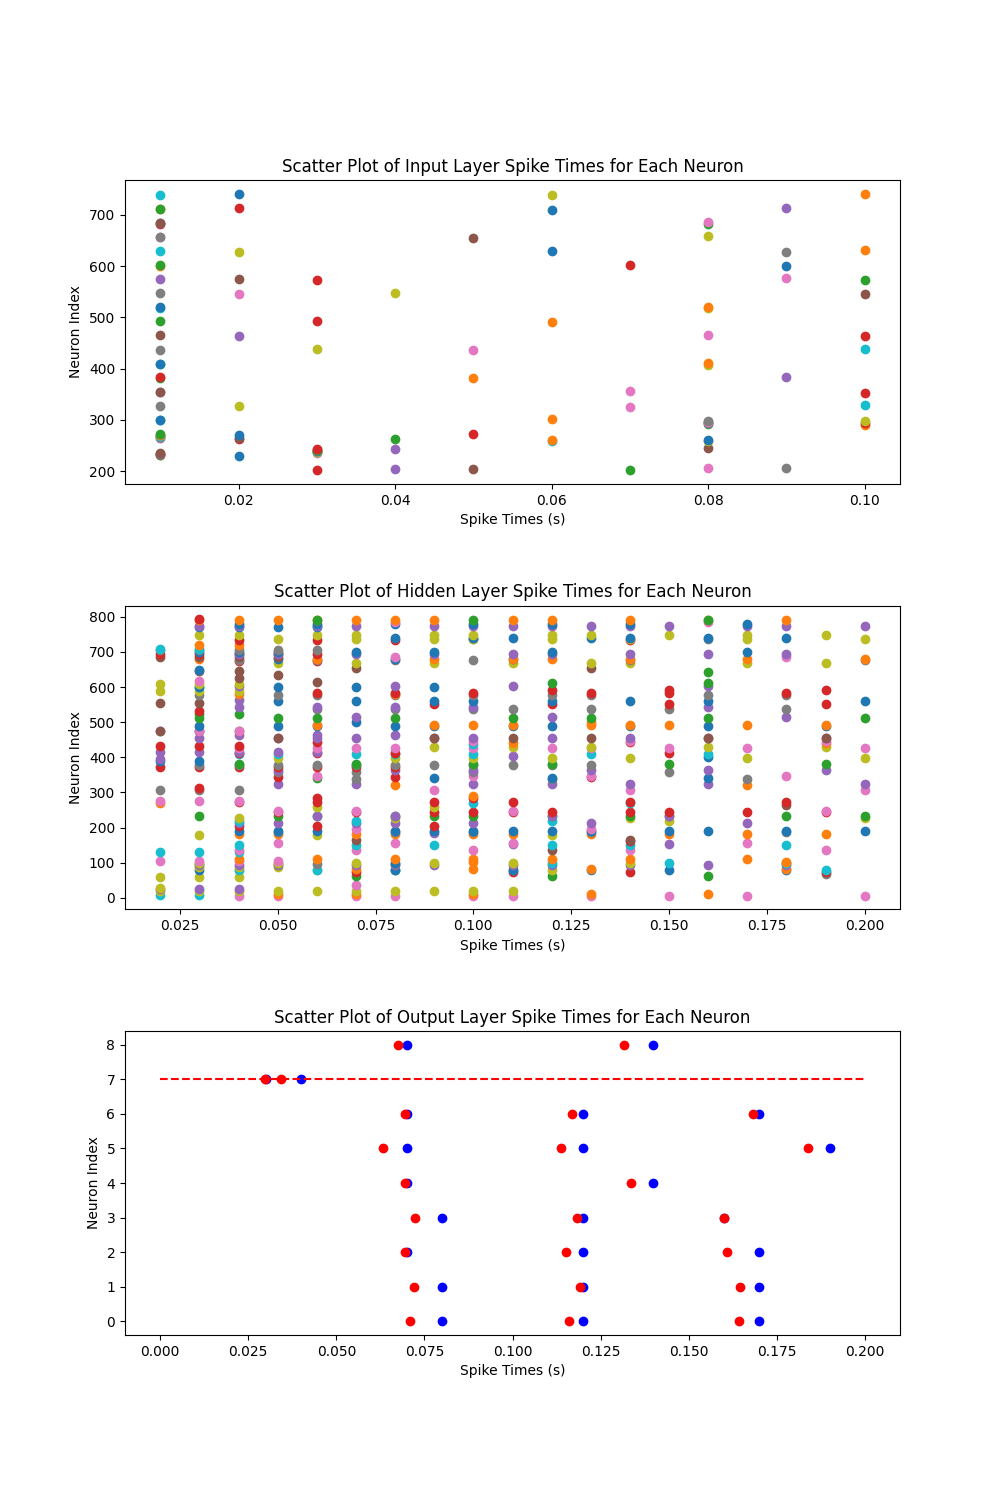 Scatter Plot of Input Layer Spike Times for Each Neuron
700
600
500
400
300
200
Neuron Index
0.02 0.04 0.06 0.08 0.10
Spike Times (s)
Scatter Plot of Hidden Layer Spike Times for Each Neuron
800
700
600
500
400
300
200
100
0
Neuron Index
0.025 0.050 0.075 0.100 0.125 0.150 0.175 0.200
Spike Times (s)
Scatter Plot of Output Layer Spike Times for Each Neuron
8
7
6
5
4
3
2
1
0
Neuron Index
0.000 0.025 0.050 0.075 0.100 0.125 0.150 0.175 0.200
Spike Times (s)